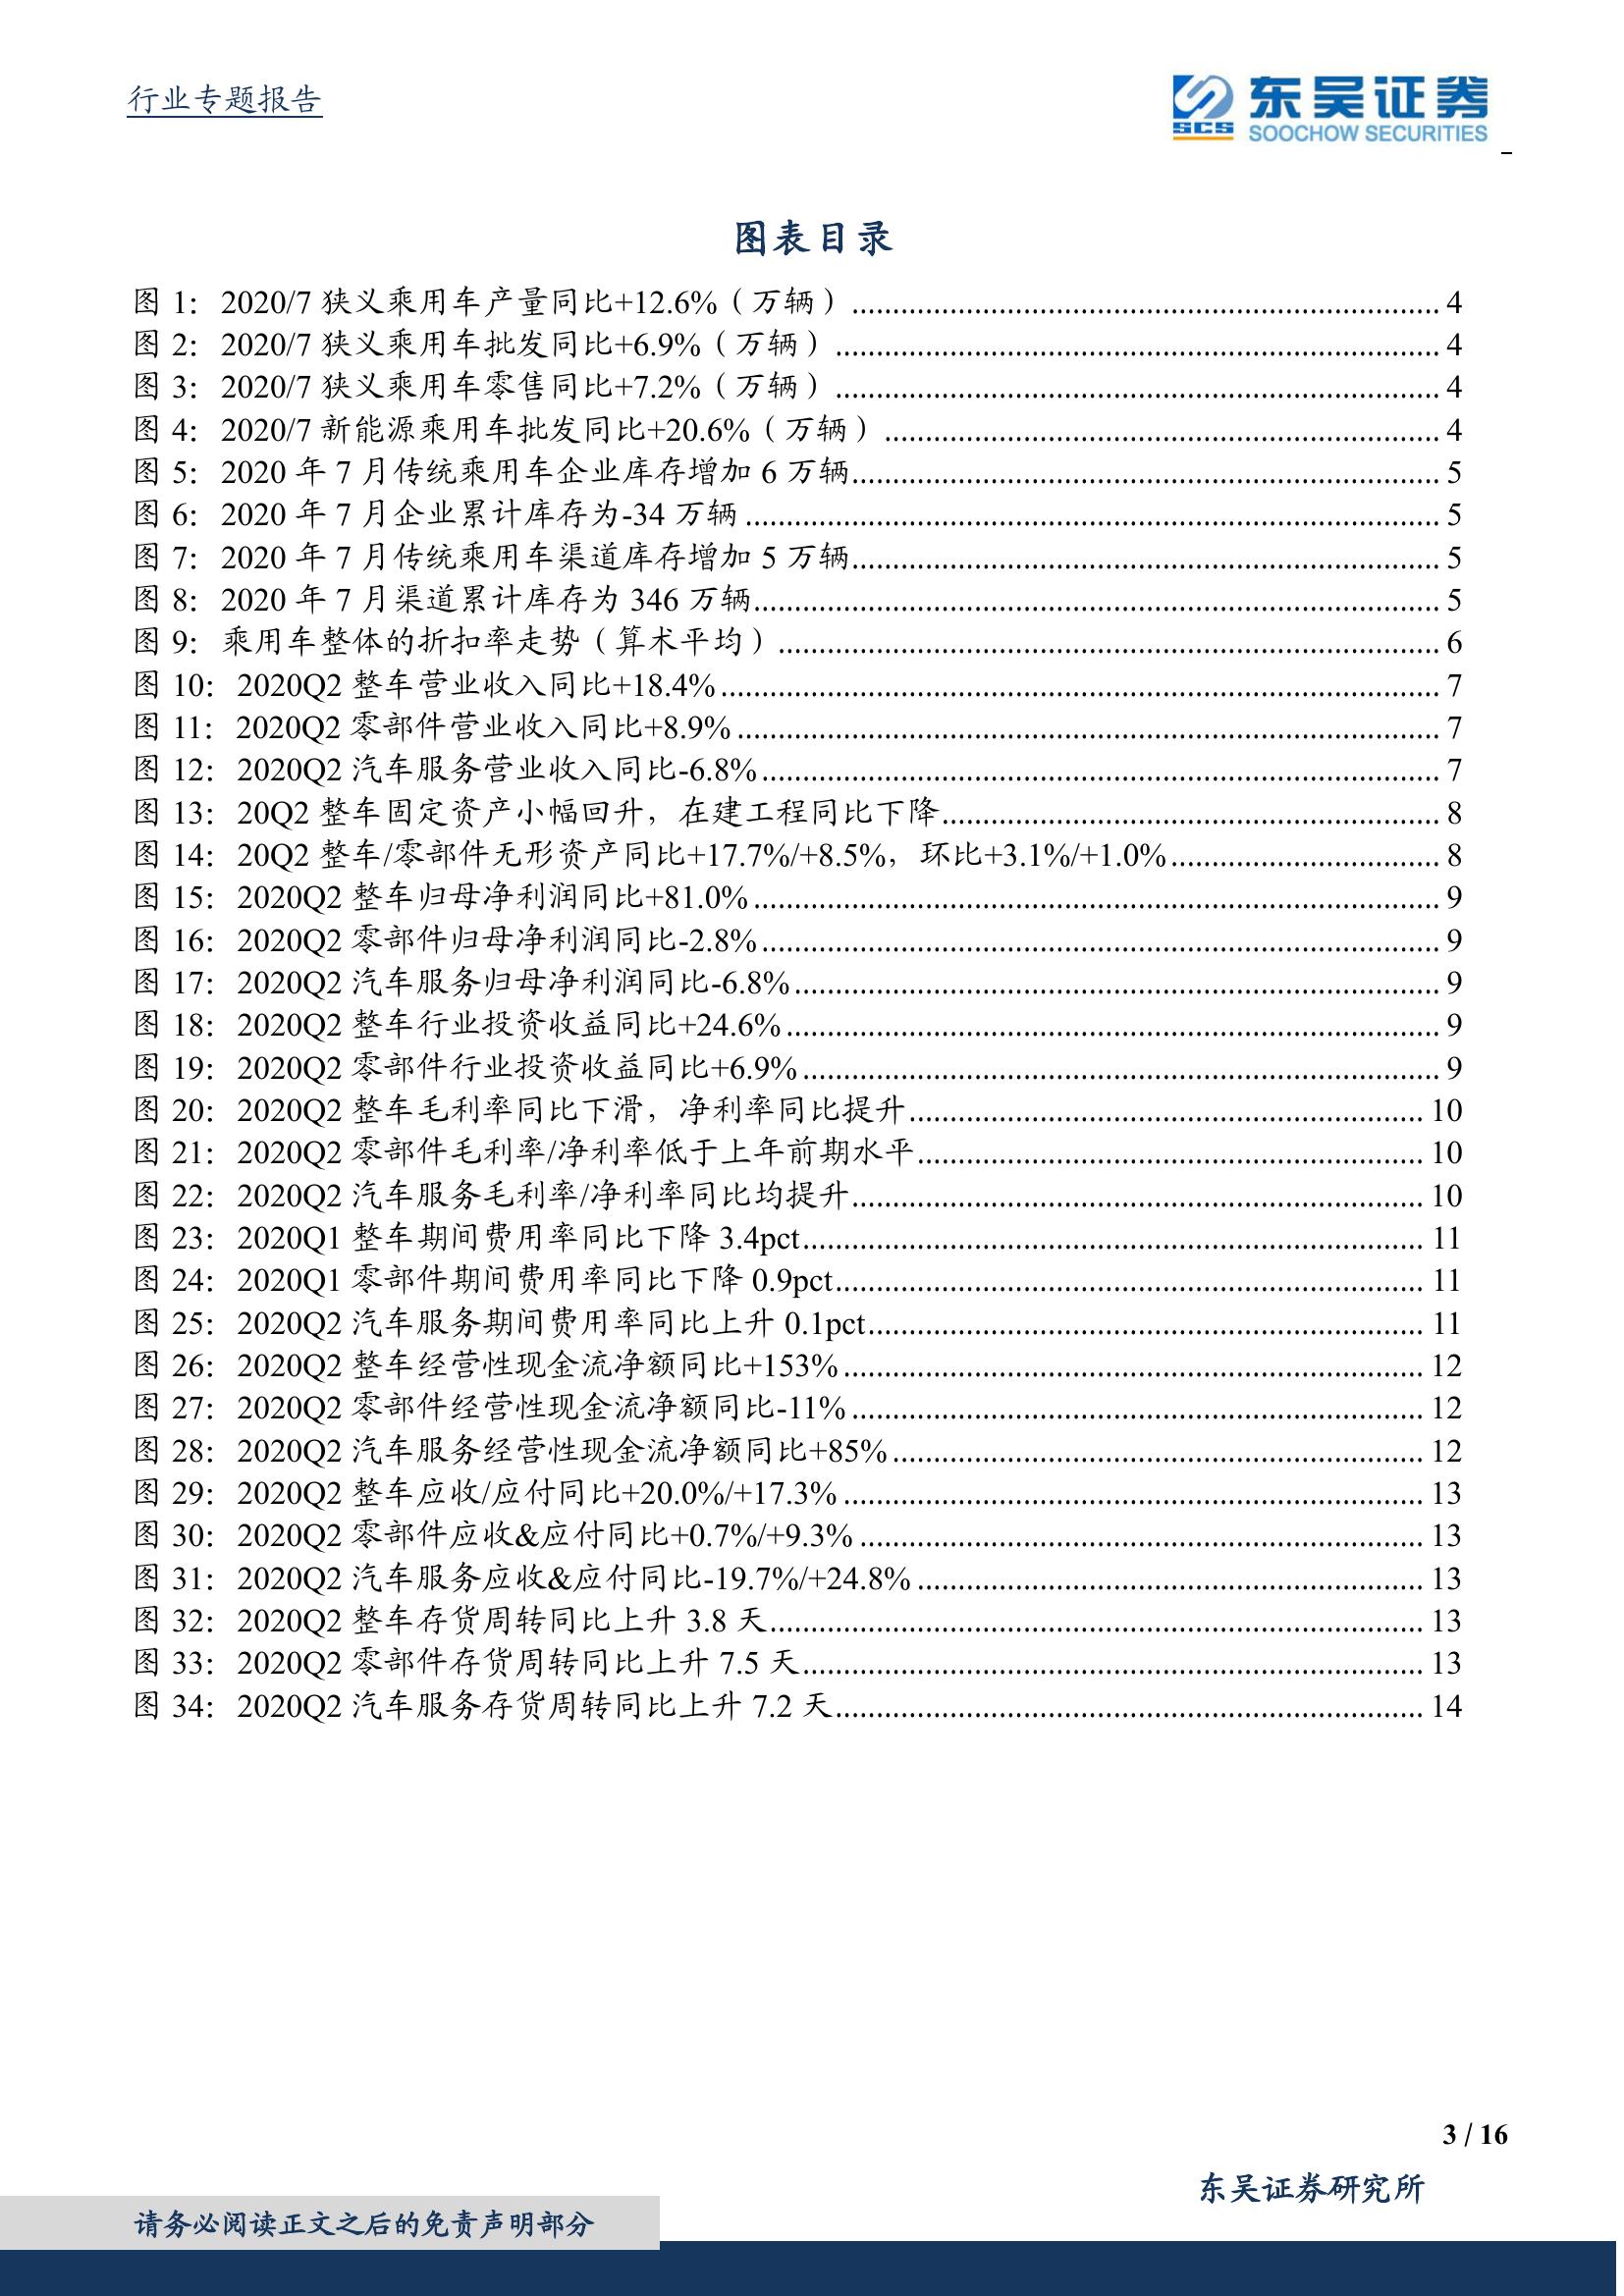 行业专题报告
SCS 东吴证券
SOOCHOW SECURITIES
图表目录
图 1: 2020/7 狭义乘用车产量同比+12.6%（万辆）........ 4
图 2: 2020/7 狭义乘用车批发同比+6.9%（万辆）........ 4
图 3: 2020/7 狭义乘用车零售同比+7.2%（万辆）........ 4
图 4: 2020/7 新能源乘用车批发同比+20.6%（万辆）........ 4
图 5: 2020 年 7 月传统乘用车企业库存增加 6 万辆........ 5
图 6: 2020 年 7 月企业累计库存为-34 万辆........ 5
图 7: 2020 年 7 月传统乘用车渠道库存增加 5 万辆........ 5
图 8: 2020 年 7 月渠道累计库存为 346 万辆........ 5
图 9: 乘用车整体的折扣率走势（算术平均）........ 6
图 10: 2020Q2 整车营业收入同比+18.4%........ 7
图 11: 2020Q2 零部件营业收入同比+8.9%........ 7
图 12: 2020Q2 汽车服务营业收入同比-6.8%........ 7
图 13: 20Q2 整车固定资产小幅回升，在建工程同比下降........ 8
图 14: 20Q2 整车/零部件无形资产同比+17.7%/+8.5%，环比+3.1%/+1.0%........ 8
图 15: 2020Q2 整车归母净利润同比+81.0%........ 9
图 16: 2020Q2 零部件归母净利润同比-2.8%........ 9
图 17: 2020Q2 汽车服务归母净利润同比-6.8%........ 9
图 18: 2020Q2 整车行业投资收益同比+24.6%........ 9
图 19: 2020Q2 零部件行业投资收益同比+6.9%........ 9
图 20: 2020Q2 整车毛利率同比下滑，净利率同比提升........ 10
图 21: 2020Q2 零部件毛利率/净利率低于上年前期水平........ 10
图 22: 2020Q2 汽车服务毛利率/净利率同比均提升........ 10
图 23: 2020Q1 整车期间费用率同比下降 3.4pct........ 11
图 24: 2020Q1 零部件期间费用率同比下降 0.9pct........ 11
图 25: 2020Q2 汽车服务期间费用率同比上升 0.1pct........ 11
图 26: 2020Q2 整车经营性现金流净额同比+153%........ 12
图 27: 2020Q2 零部件经营性现金流净额同比-11%........ 12
图 28: 2020Q2 汽车服务经营性现金流净额同比+85%........ 12
图 29: 2020Q2 整车应收/应付同比+20.0%/+17.3%........ 13
图 30: 2020Q2 零部件应收&应付同比+0.7%/+9.3%........ 13
图 31: 2020Q2 汽车服务应收&应付同比-19.7%/+24.8%........ 13
图 32: 2020Q2 整车存货周转同比上升 3.8 天........ 13
图 33: 2020Q2 零部件存货周转同比上升 7.5 天........ 13
图 34: 2020Q2 汽车服务存货周转同比上升 7.2 天........ 14
3 / 16
东吴证券研究所
请务必阅读正文之后的免责声明部分